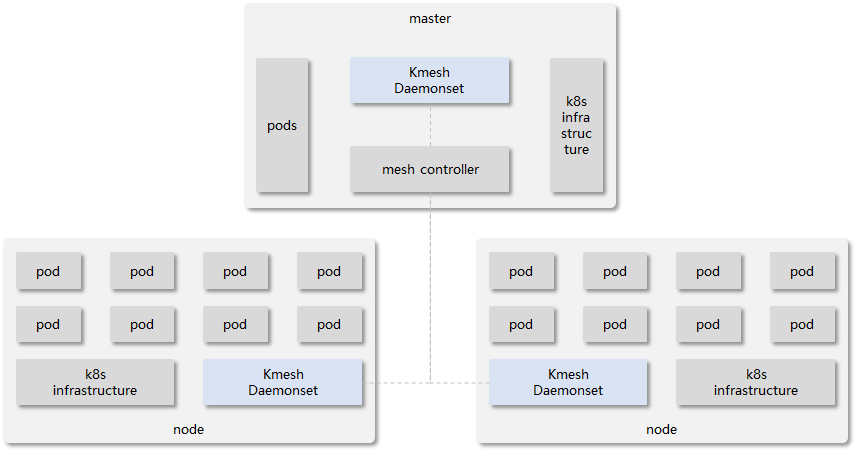 master
pods
Kmesh
Daemonset
mesh controller
k8s
infra
struc
ture
pod
pod
pod
pod
pod
pod
pod
pod
k8s
infrastructure
Kmesh
Daemonset
node
pod
pod
pod
pod
pod
pod
pod
pod
Kmesh
Daemonset
k8s
infrastructure
node